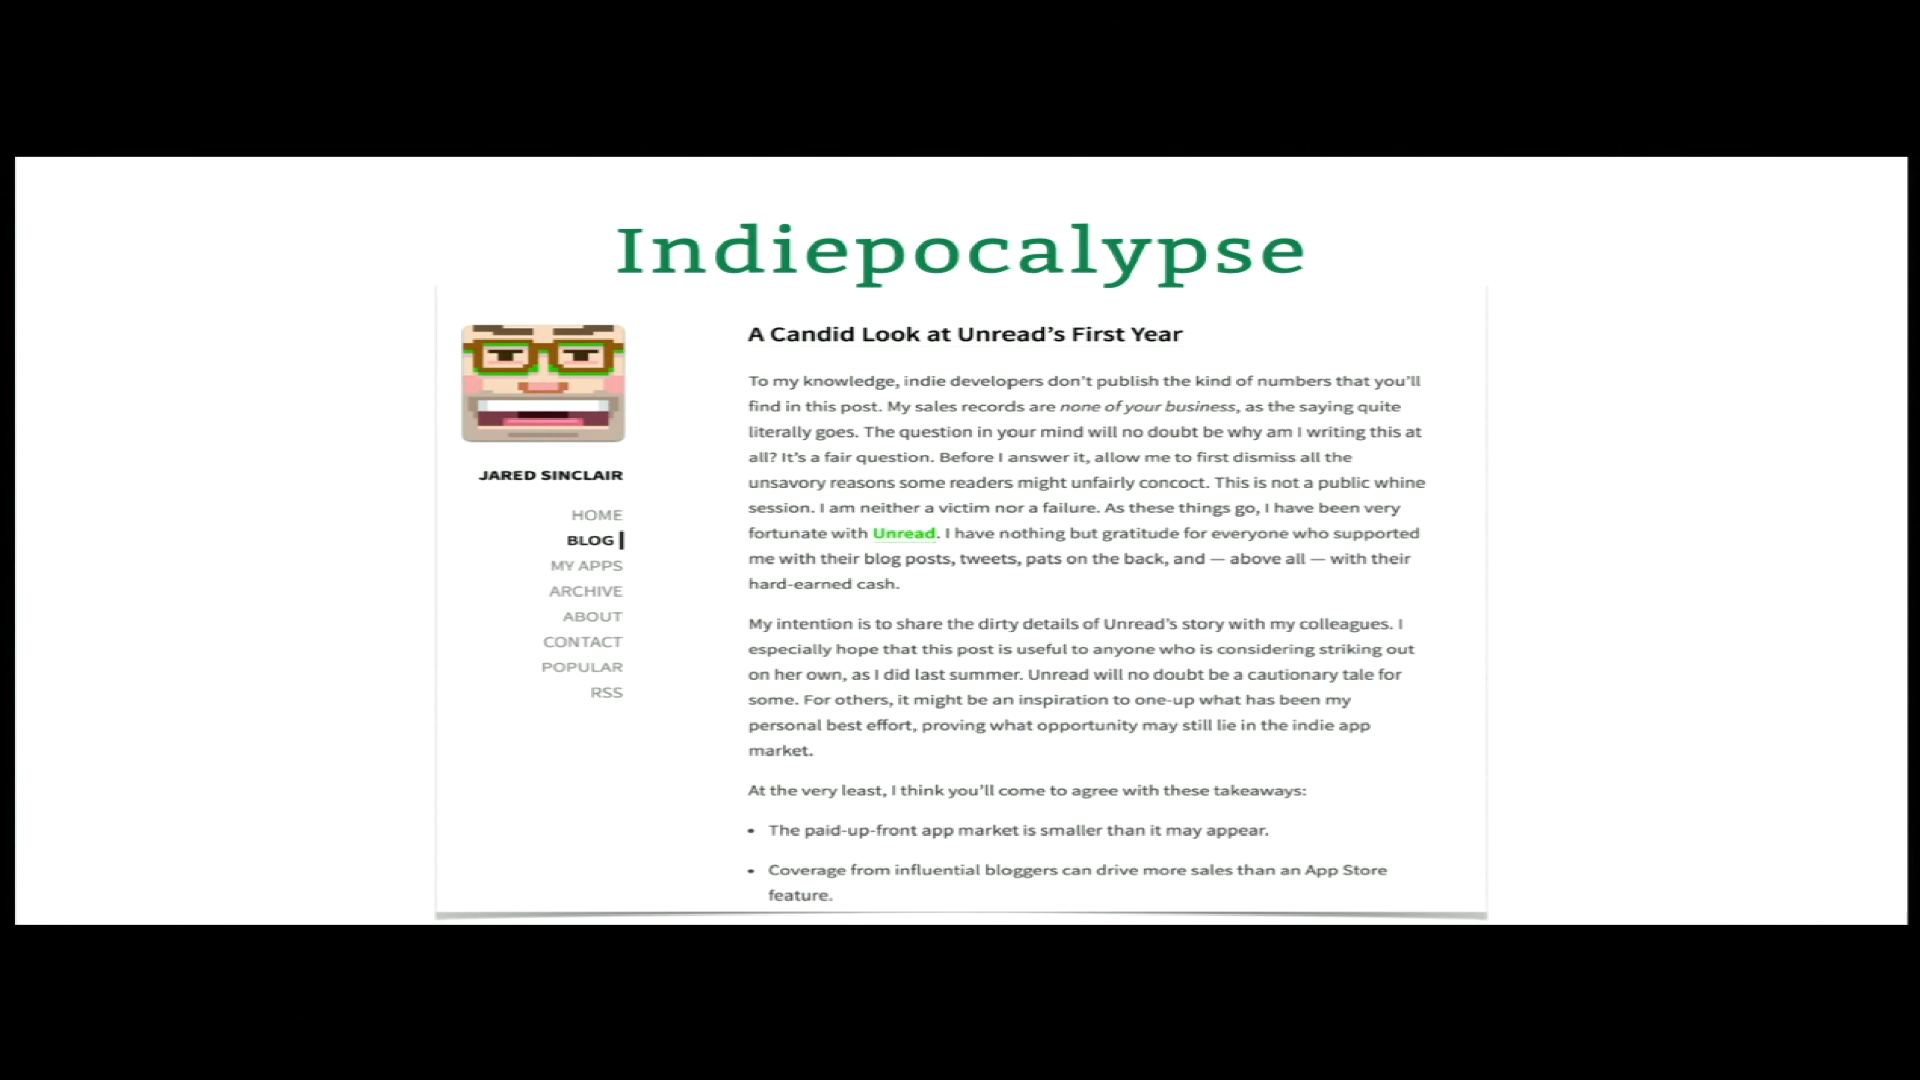 Indiepocalypse
JARED SINCLAIR
HOME
BLOG
MY APPS
ARCHIVE
ABOUT
CONTACT
POPULAR
RSS
A Candid Look at Unread’s First Year
To my knowledge, indie developers don’t publish the kind of numbers that you’ll
find in this post. My sales records are none of your business, as the saying quite
literally goes. The question in your mind will no doubt be why am I writing this at
all? It’s a fair question. Before I answer it, allow me to first dismiss all the
unsavory reasons some readers might unfairly concoct. This is not a public whine
session. I am neither a victim nor a failure. As these things go, I have been very
fortunate with Unread. I have nothing but gratitude for everyone who supported
me with their blog posts, tweets, pats on the back, and — above all — with their
hard-earned cash.
My intention is to share the dirty details of Unread’s story with my colleagues. I
especially hope that this post is useful to anyone who is considering striking out
on her own, as I did last summer. Unread will no doubt be a cautionary tale for
some. For others, it might be an inspiration to one-up what has been my
personal best effort, proving what opportunity may still lie in the indie app
market.
At the very least, I think you’ll come to agree with these takeaways:
• The paid-up-front app market is smaller than it may appear.
• Coverage from influential bloggers can drive more sales than an App Store
feature.